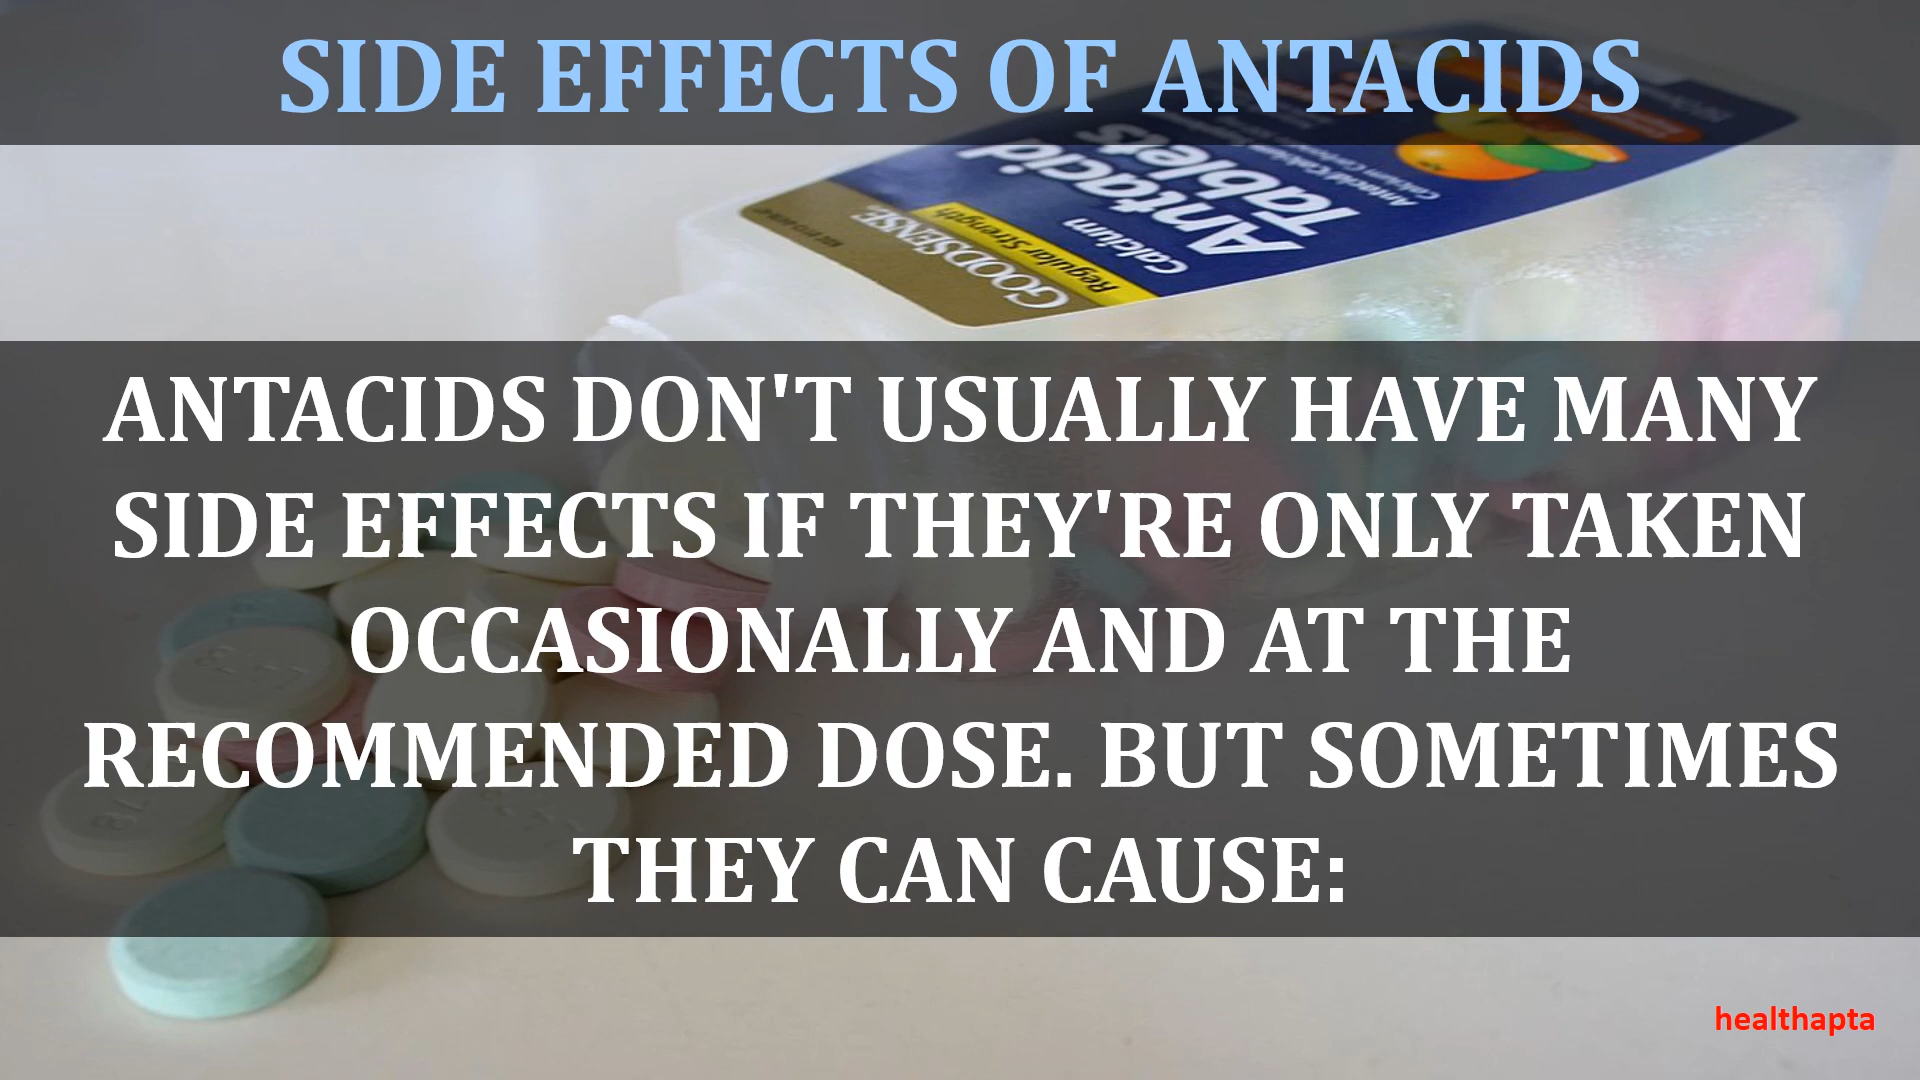 SIDE EFFECTS OF ANTACIDS
Antacid
Tablets
Calcium
Regular Strength
GOODSENSE
ANTACIDS DON'T USUALLY HAVE MANY
SIDE EFFECTS IF THEY'RE ONLY TAKEN
OCCASIONALLY AND AT THE
RECOMMENDED DOSE. BUT SOMETIMES
THEY CAN CAUSE:
healthapta